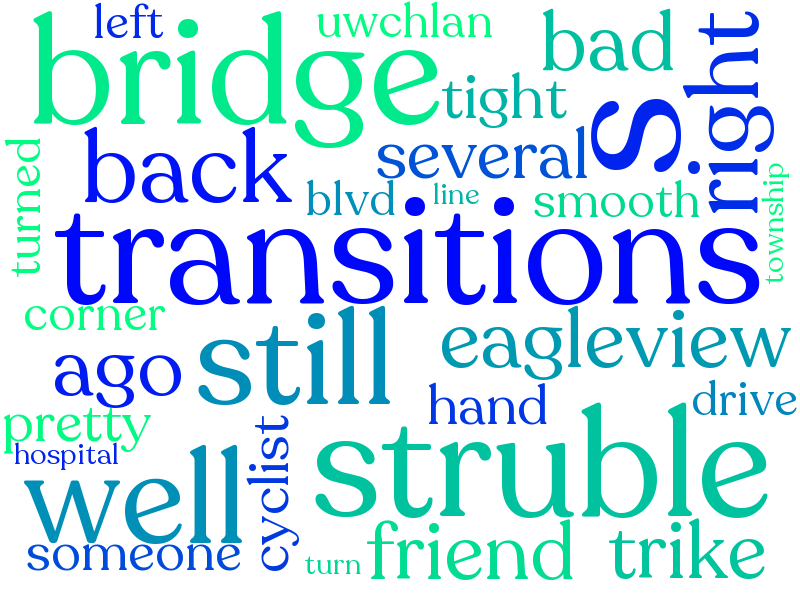 left
uwchlan
bridge
bad
right
tight
S
back
several
turned
blvd
line
smooth
township
transitions
corner
still
eagleview
ago
hand
drive
pretty
struble
hospital
well
cyclist
someone
friend
trike
turn